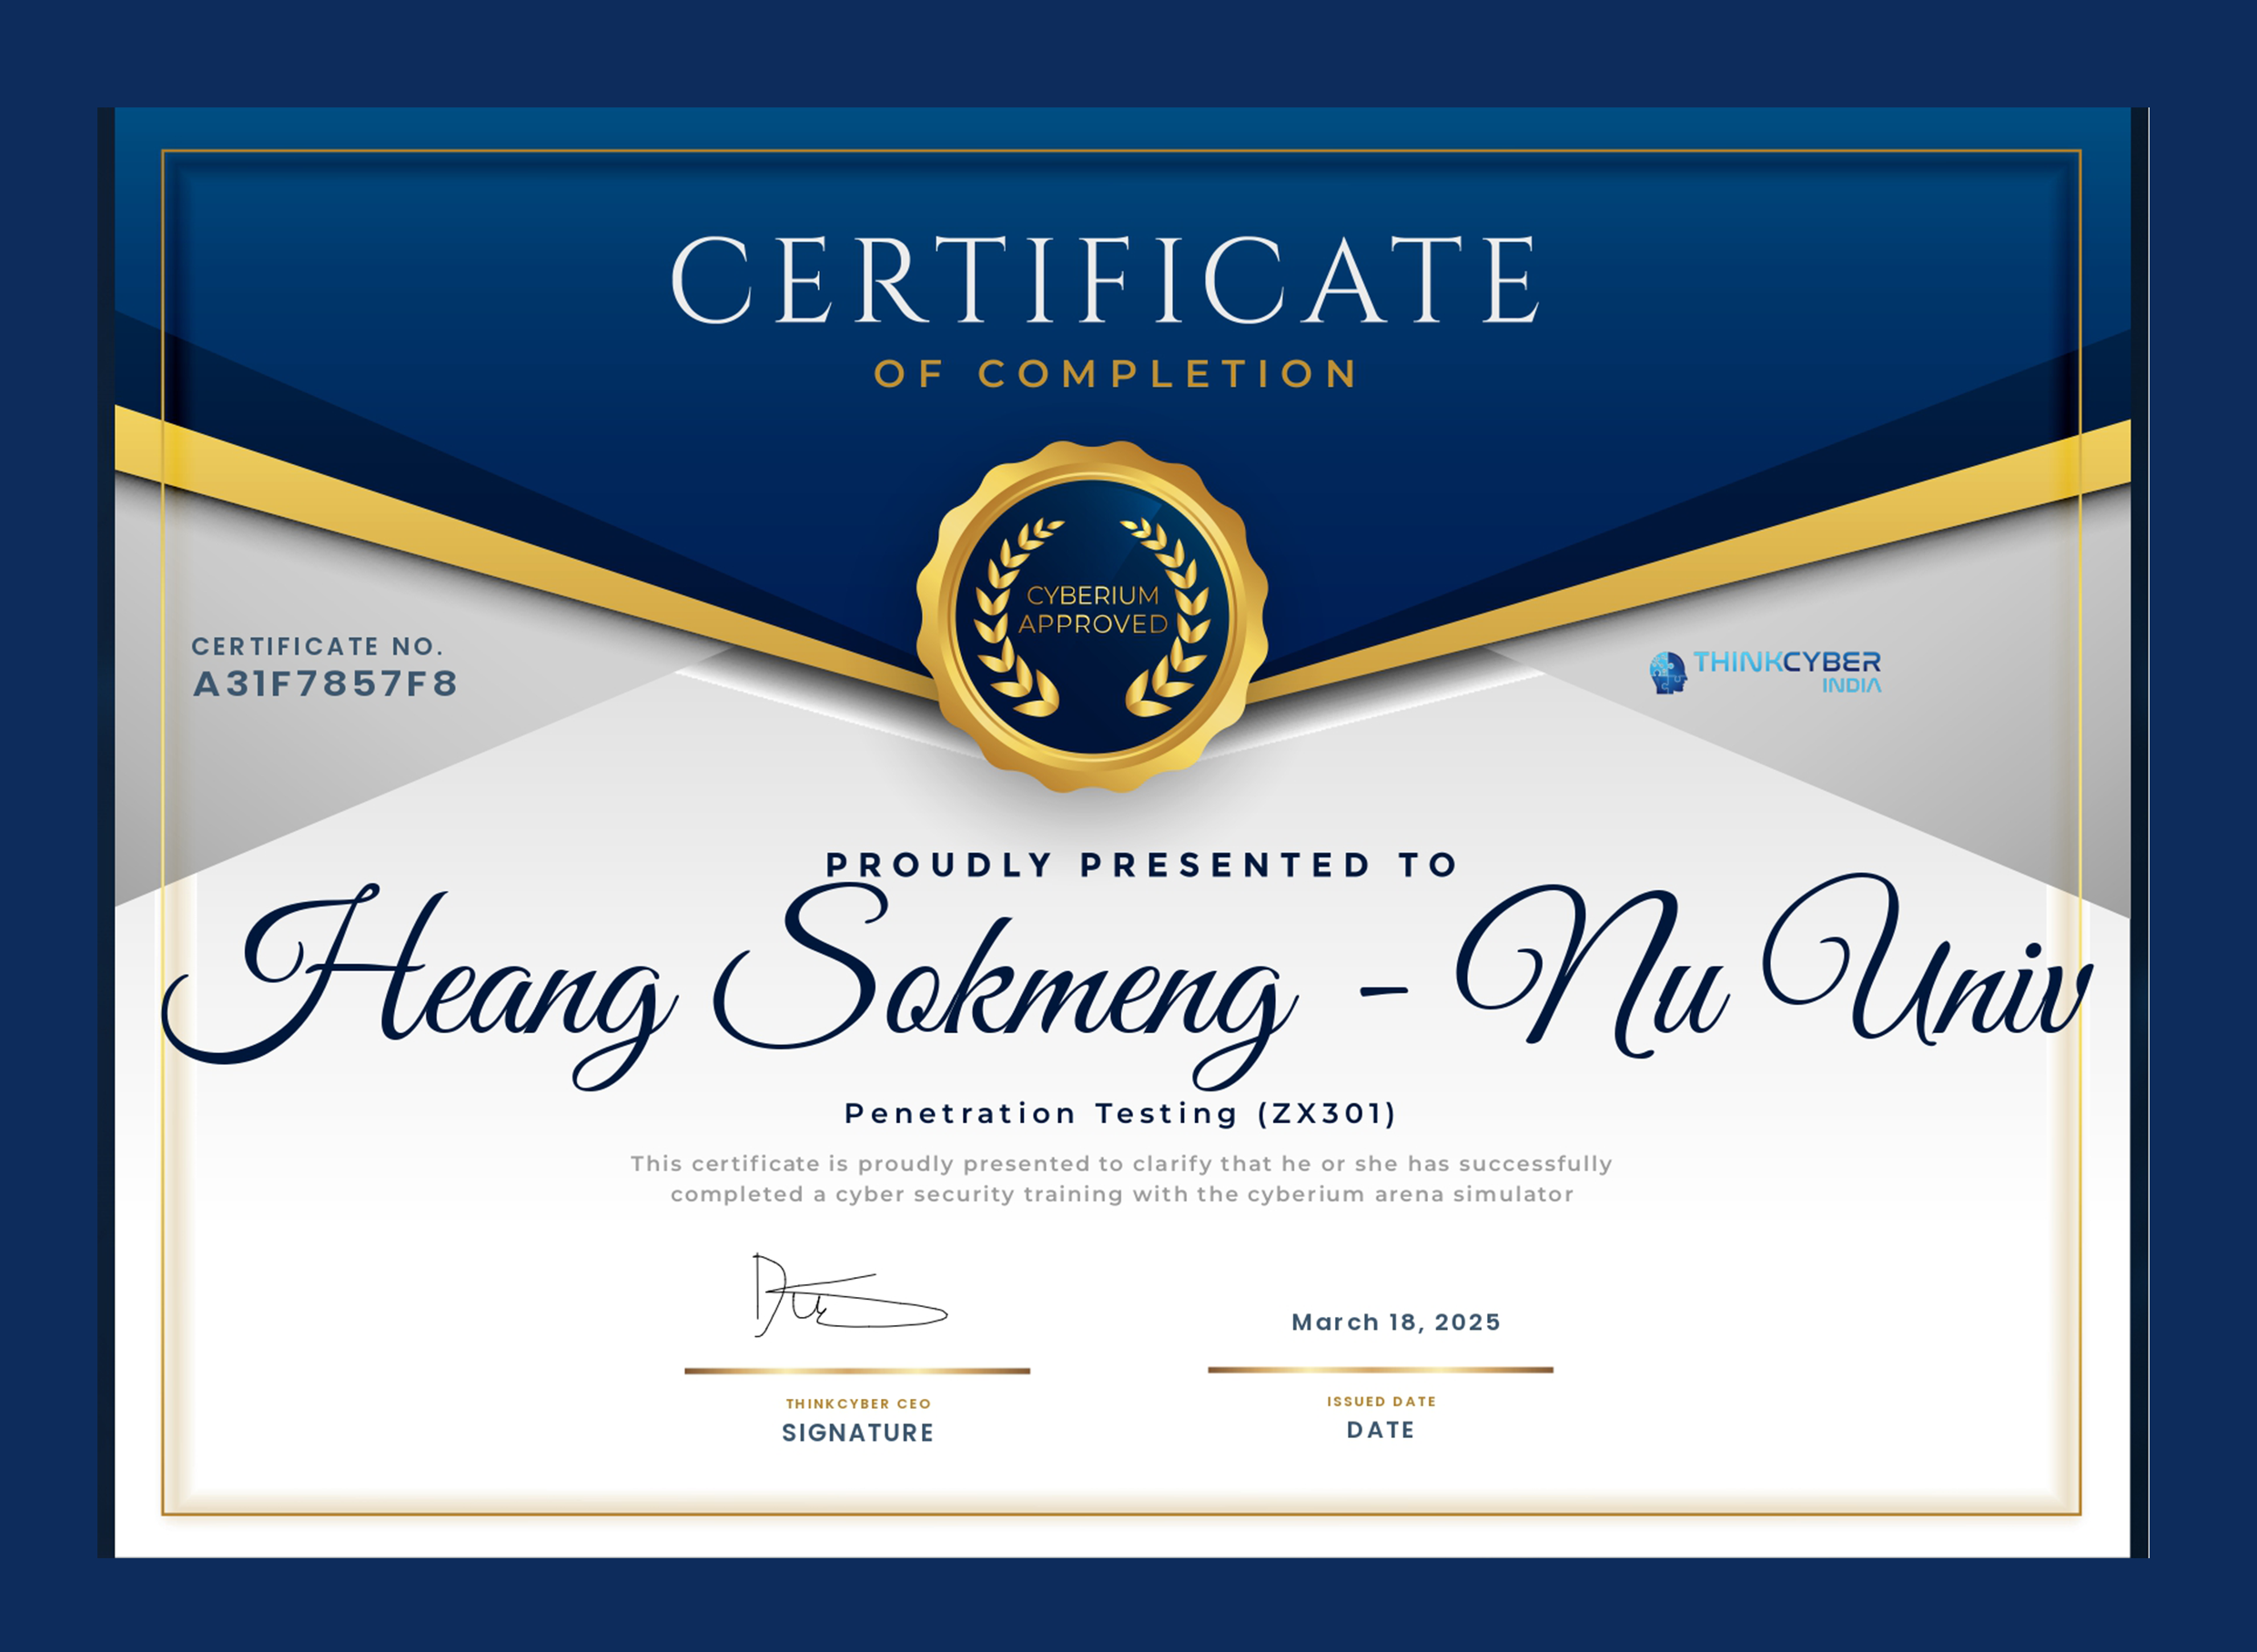 CERTIFICATE
OF COMPLETION
CYBERIUM
APPROVED
CERTIFICATE NO.
A31F7857F8
THINKCYBER
INDIA
PROUDLY PRESENTED TO
Heang Sokmeng - Nu Univ
Penetration Testing (ZX301)
This certificate is proudly presented to clarify that he or she has successfully
completed a cyber security training with the cyberium arena simulator
March 18, 2025
THINKCYBER CEO
SIGNATURE
ISSUED DATE
DATE